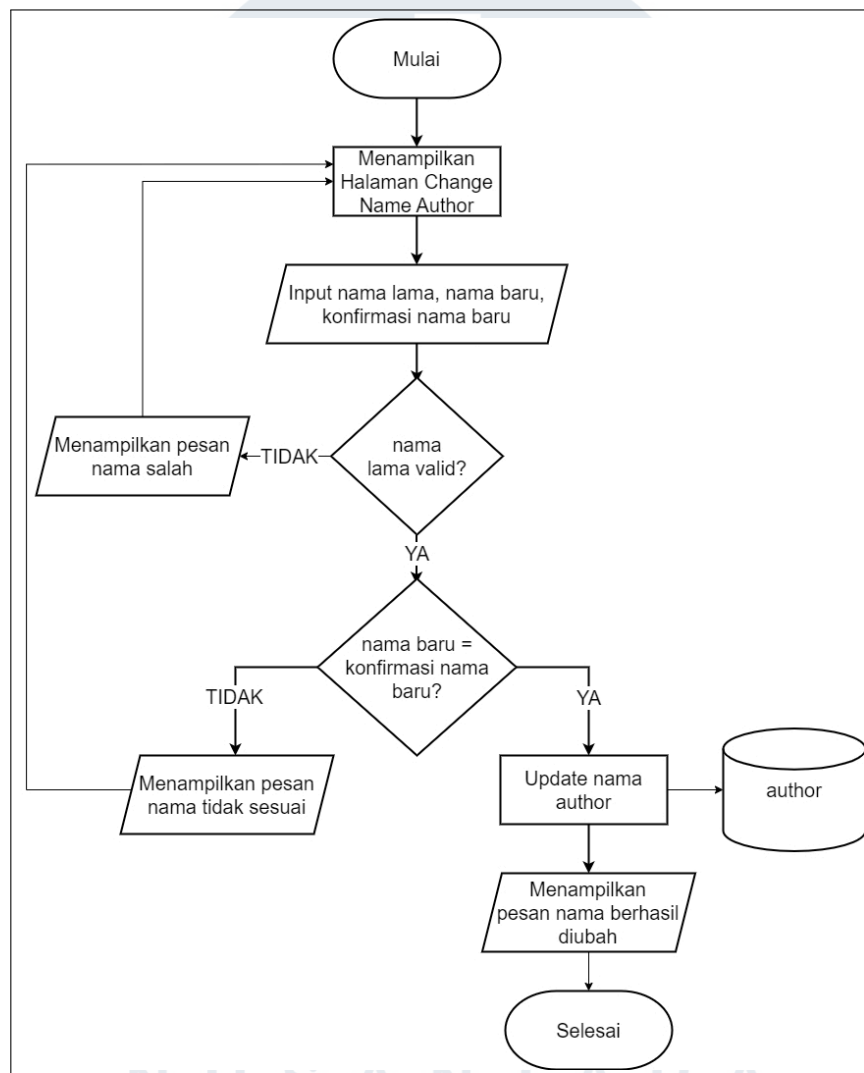 Mulai
Menampilkan
Halaman Change
Name Author
Input nama lama, nama baru,
konfirmasi nama baru
nama
lama valid?
TIDAK
Menampilkan pesan
nama salah
YA
nama baru =
konfirmasi nama
baru?
TIDAK
YA
Menampilkan pesan
nama tidak sesuai
Update nama
author
author
Menampilkan
pesan nama berhasil
diubah
Selesai